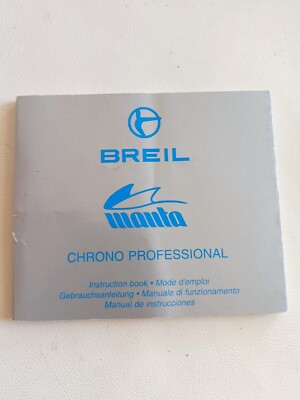 BREIL
manta
CHRONO PROFESSIONAL
Instruction book • Mode d'emploi
Gebrauchsanleitung • Manuale di funzionamento
Manual de instrucciones